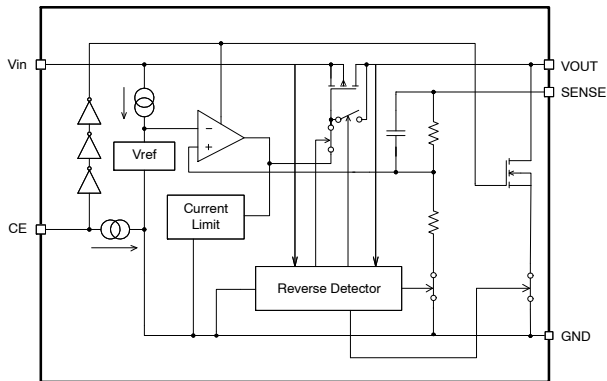 Vin
VOUT
SENSE
−
+
Vref
Current
Limit
CE
Reverse Detector
GND